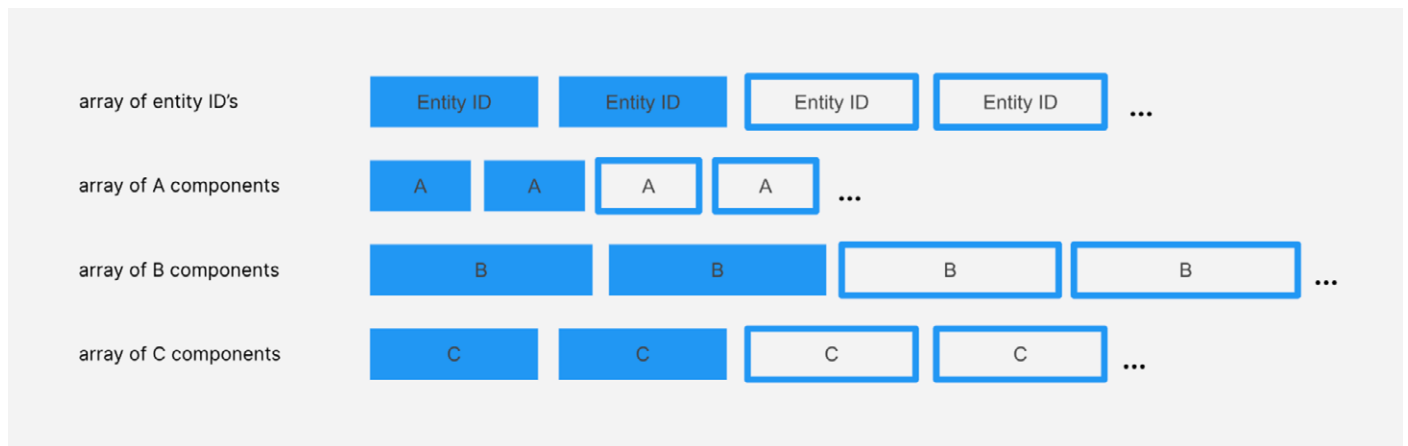 array of entity ID’s Entity ID Entity ID Entity ID Entity ID ...
array of A components A A A A ...
array of B components B B B B ...
array of C components C C C C ...